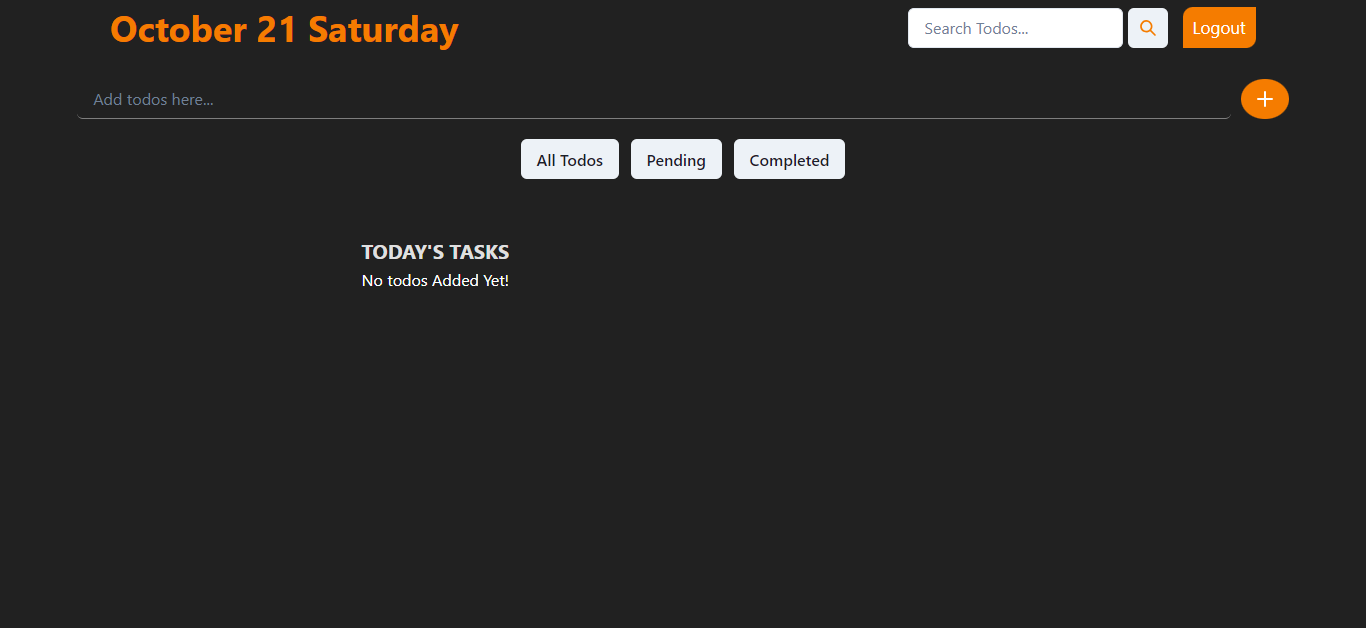 October 21 Saturday
Search Todos...
Logout
Add todos here...
All Todos
Pending
Completed
TODAY'S TASKS
No todos Added Yet!